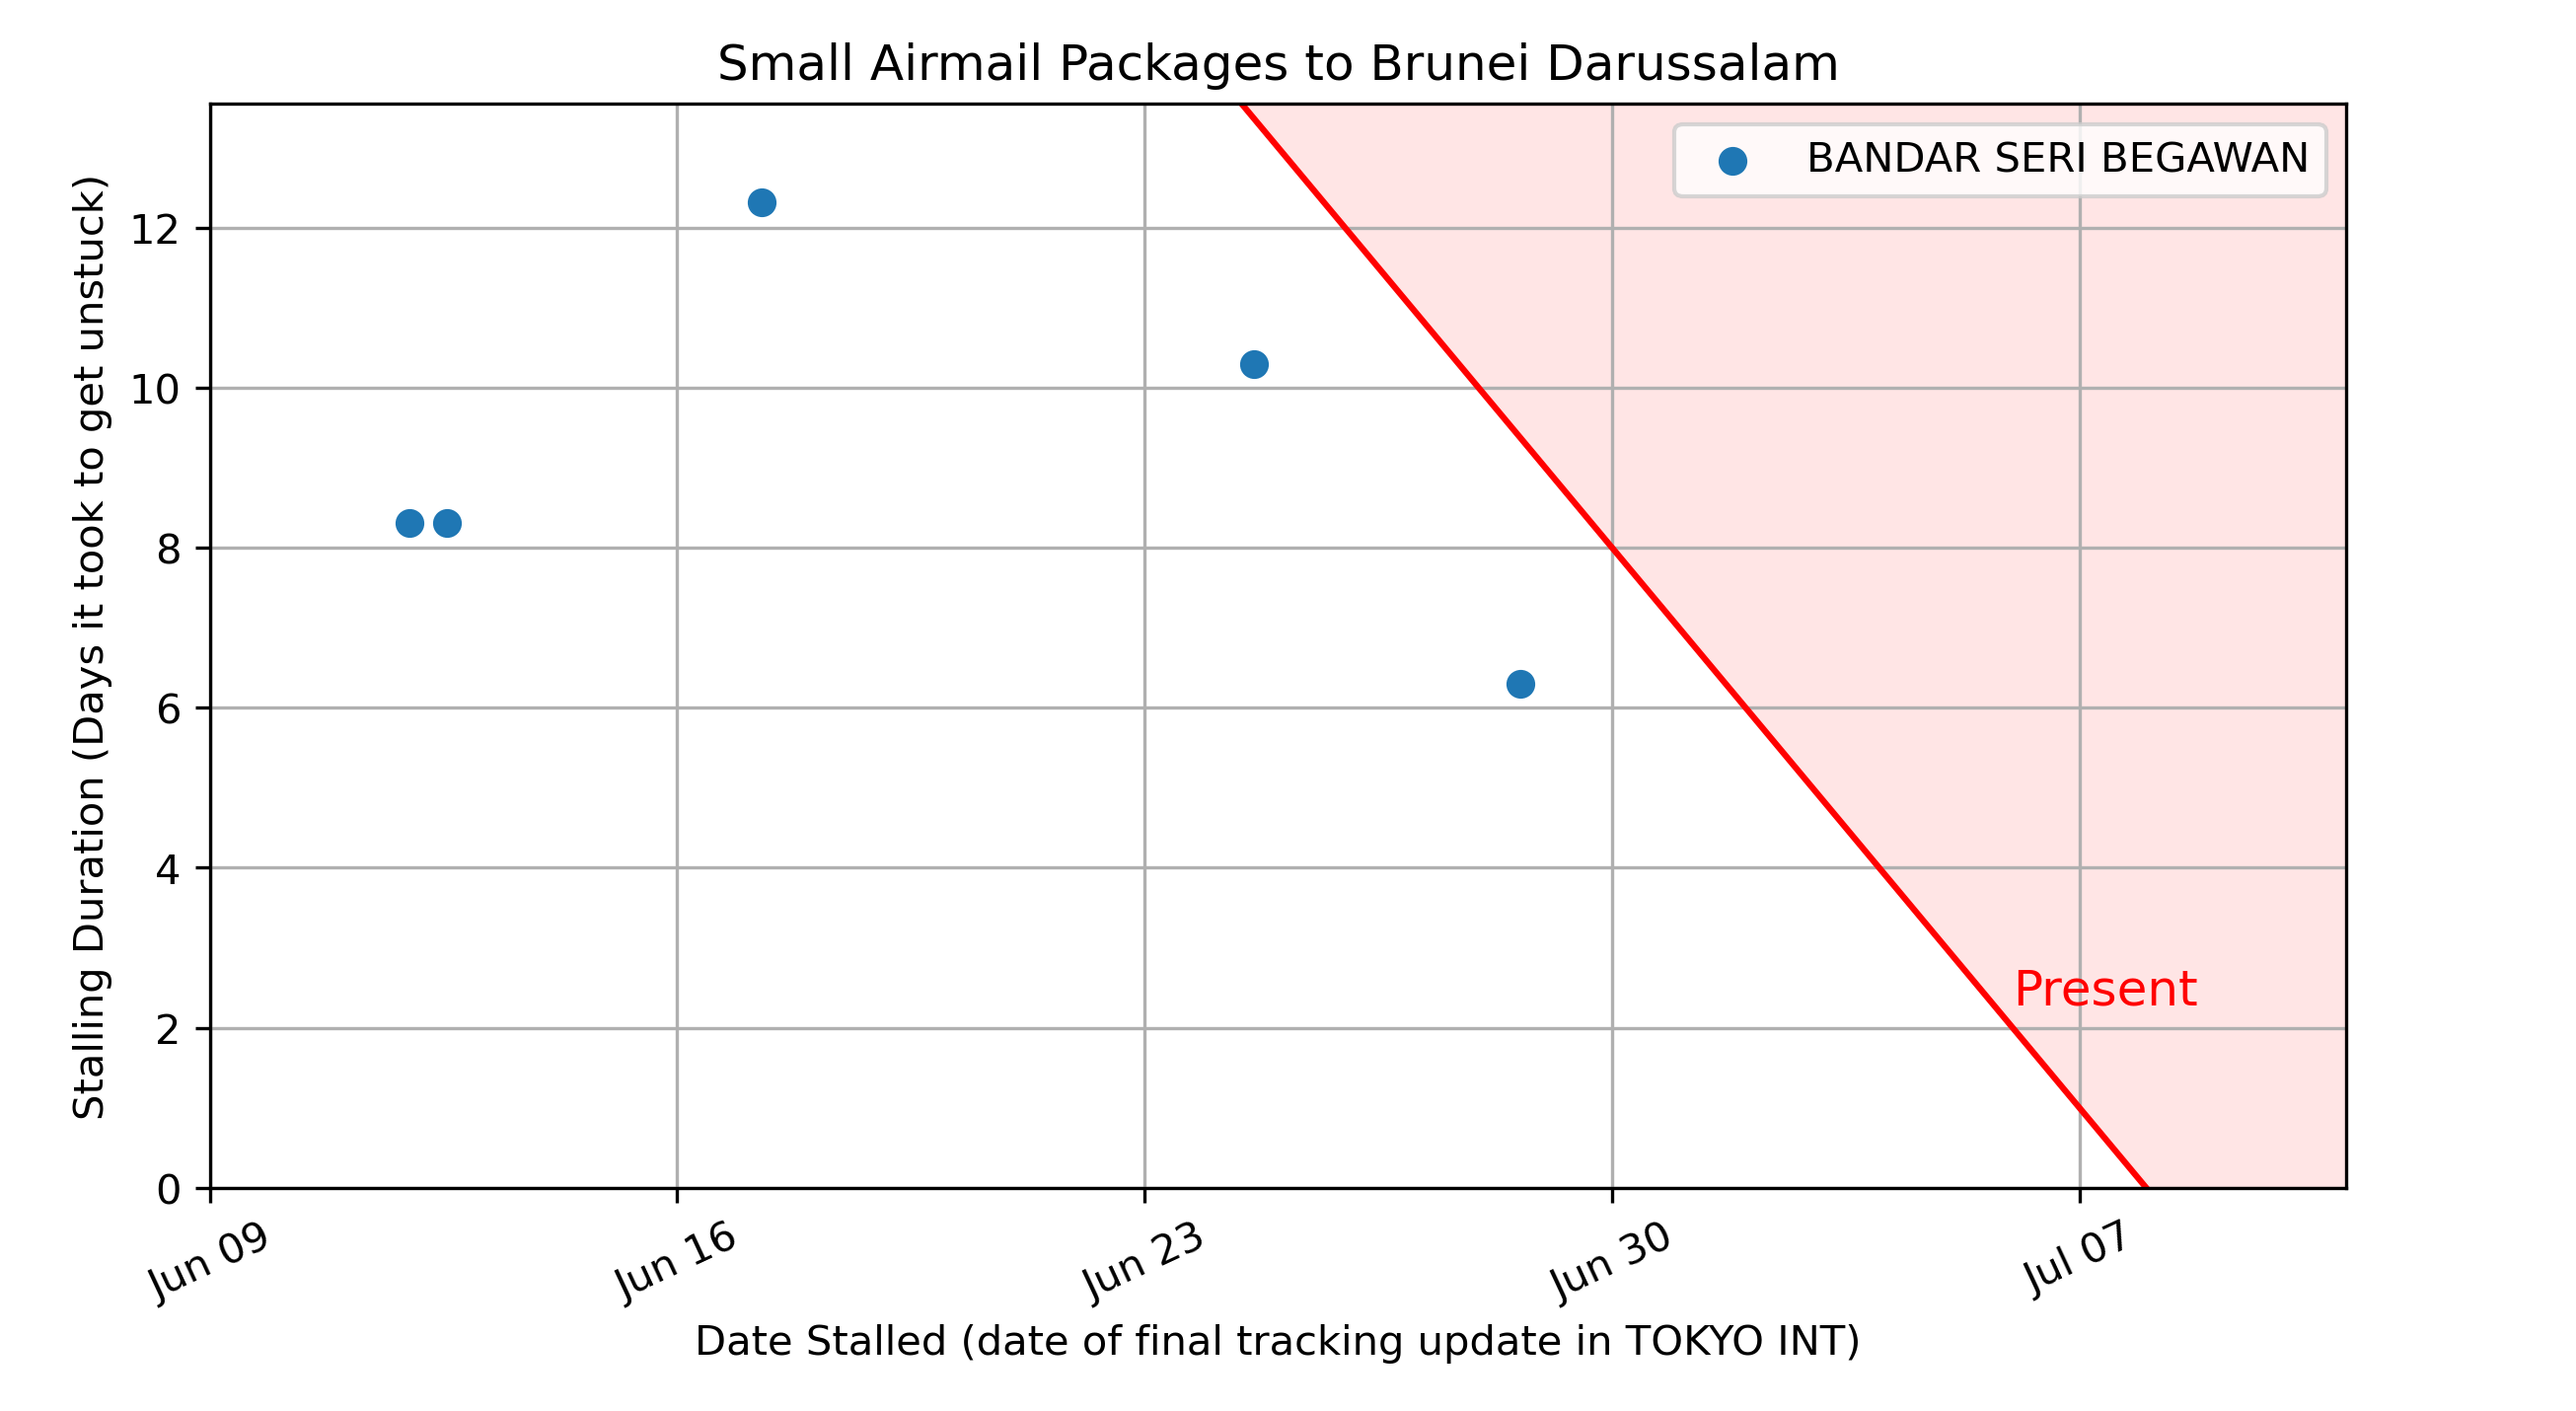 Small Airmail Packages to Brunei Darussalam
BANDAR SERI BEGAWAN
Stalling Duration (Days it took to get unstuck)
12
10
8
6
4
2
0
Present
Jun 09
Jun 16
Jun 23
Jun 30
Jul 07
Date Stalled (date of final tracking update in TOKYO INT)